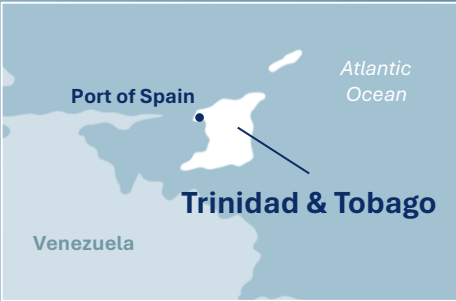 Atlantic
Ocean
Port of Spain
Trinidad & Tobago
Venezuela